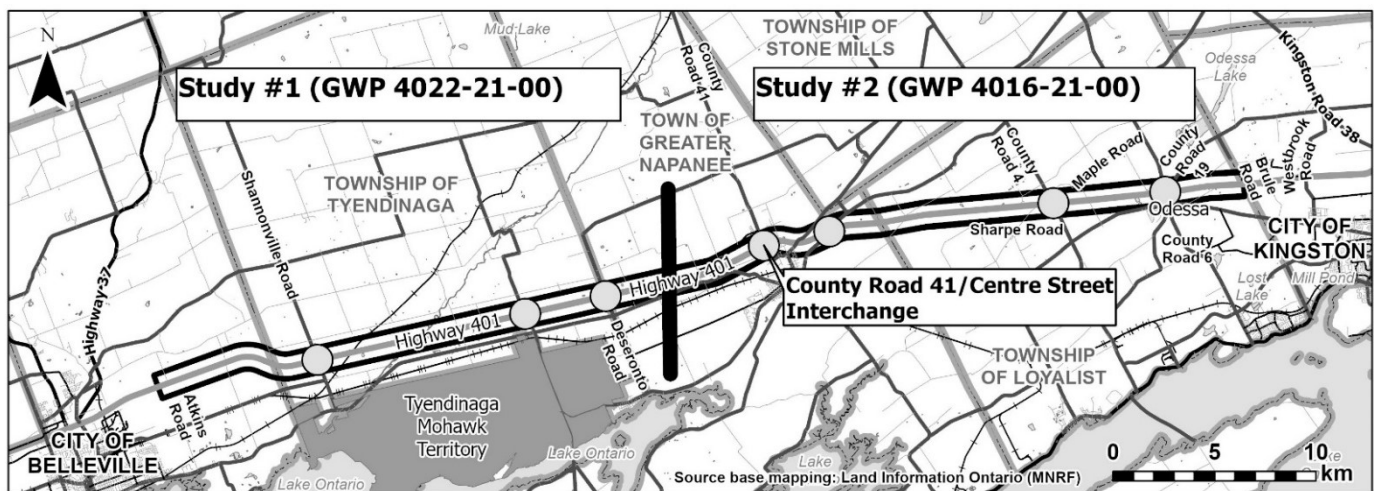 N
Mud Lake
County
Road 41
TOWNSHIP OF
STONE MILLS
Odessa
Lake
Kingston Road 38
Study #1 (GWP 4022-21-00)
Study #2 (GWP 4016-21-00)
TOWN OF
GREATER
NAPANEE
Highway 37
Shannonville Road
TOWNSHIP OF
TYENDINAGA
County
Road 4
Maple Road
County
Road
19
Brule
Road
Westbrook
Road
Odessa
Sharpe Road
CITY OF
KINGSTON
County
Road 6
Lost
Lake
Mill Pond
Highway 401
Highway 401
County Road 41/Centre Street
Interchange
Deseronto
Road
TOWNSHIP
OF LOYALIST
Atkins
Road
Tyendinaga
Mohawk
Territory
CITY OF
BELLEVILLE
Lake Ontario
Lake Ontario
Lake
Lake
Source base mapping: Land Information Ontario (MNRF)
0 5 10
km